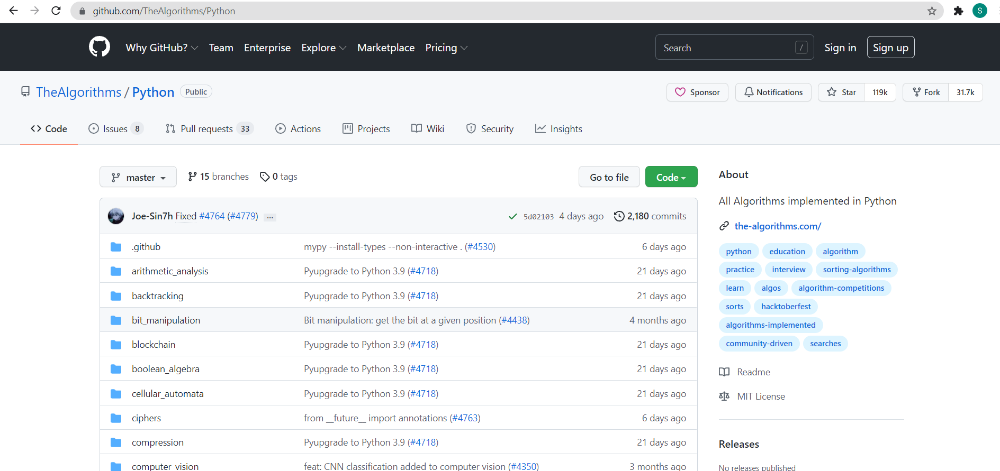 github.com/TheAlgorithms/Python
S
Why GitHub? Team Enterprise Explore Marketplace Pricing Search / Sign in Sign up
TheAlgorithms / Python Public Sponsor Notifications Star 119k Fork 31.7k
Code Issues 8 Pull requests 33 Actions Projects Wiki Security Insights
master 15 branches 0 tags Go to file Code
Joe-Sin7h Fixed #4764 (#4779) ... 5d02103 4 days ago 2,180 commits
.github mypy --install-types --non-interactive . (#4530) 6 days ago
arithmetic_analysis Pyupgrade to Python 3.9 (#4718) 21 days ago
backtracking Pyupgrade to Python 3.9 (#4718) 21 days ago
bit_manipulation Bit manipulation: get the bit at a given position (#4438) 4 months ago
blockchain Pyupgrade to Python 3.9 (#4718) 21 days ago
boolean_algebra Pyupgrade to Python 3.9 (#4718) 21 days ago
cellular_automata Pyupgrade to Python 3.9 (#4718) 21 days ago
ciphers from __future__ import annotations (#4763) 6 days ago
compression Pyupgrade to Python 3.9 (#4718) 21 days ago
computer_vision feat: CNN classification added to computer vision (#4350) 3 months ago
About
All Algorithms implemented in Python
the-algorithms.com/
python education algorithm
practice interview sorting-algorithms
learn algos algorithm-competitions
sorts hacktoberfest
algorithms-implemented
community-driven searches
Readme
MIT License
Releases
No releases published